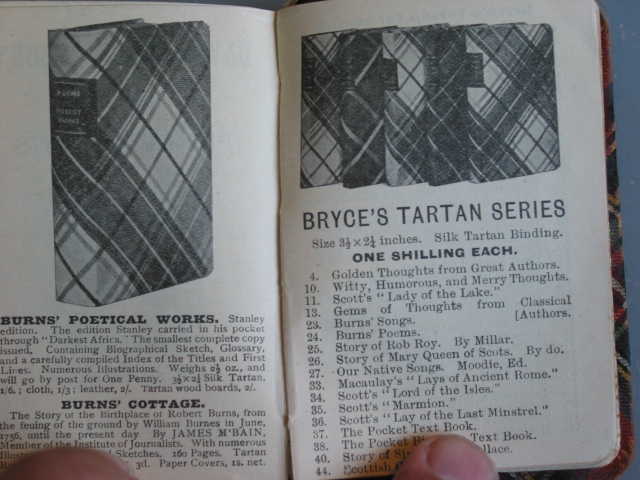 POEMS
ROBERT
BURNS
BURNS' POETICAL WORKS. Stanley
edition. The edition Stanley carried in his pocket
through "Darkest Africa." The smallest complete copy
issued. Containing Biographical Sketch, Glossary,
and a carefully compiled Index of the Titles and First
Lines. Numerous Illustrations. Weighs 2½ oz., and
will go by post for One Penny. Silk Tartan,
1/6.; cloth, 1/3; leather, 2/. Tartan wood boards, 2/.
BURNS' COTTAGE.
The Story of the Birthplace of Robert Burns, from
the feuing of the ground by William Burnes in June,
1756, until the present day. By JAMES M'BAIN,
Member of the Institute of Journalists. With numerous
Illustr Sketches. 160 Pages. Tartan
3d. Paper Covers, 1s. net.
BRYCE'S TARTAN SERIES
Size 3½×2¼ inches. Silk Tartan Binding.
ONE SHILLING EACH.
4. Golden Thoughts from Great Authors.
10. Witty, Humorous, and Merry Thoughts.
11. Scott's "Lady of the Lake."
13. Gems of Thoughts from Classical
23. Burns' Songs. [Authors.
24. Burns' Poems.
25. Story of Rob Roy. By Millar.
26. Story of Mary Queen of Scots. By do.
27. Our Native Songs. Moodie, Ed.
33. Macaulay's "Lays of Ancient Rome."
34. Scott's "Lord of the Isles."
35. Scott's "Marmion."
36. Scott's "Lay of the Last Minstrel."
37. The Pocket Text Book.
38. The Pocket Text Book.
40. Story of lace.
44. Scottish